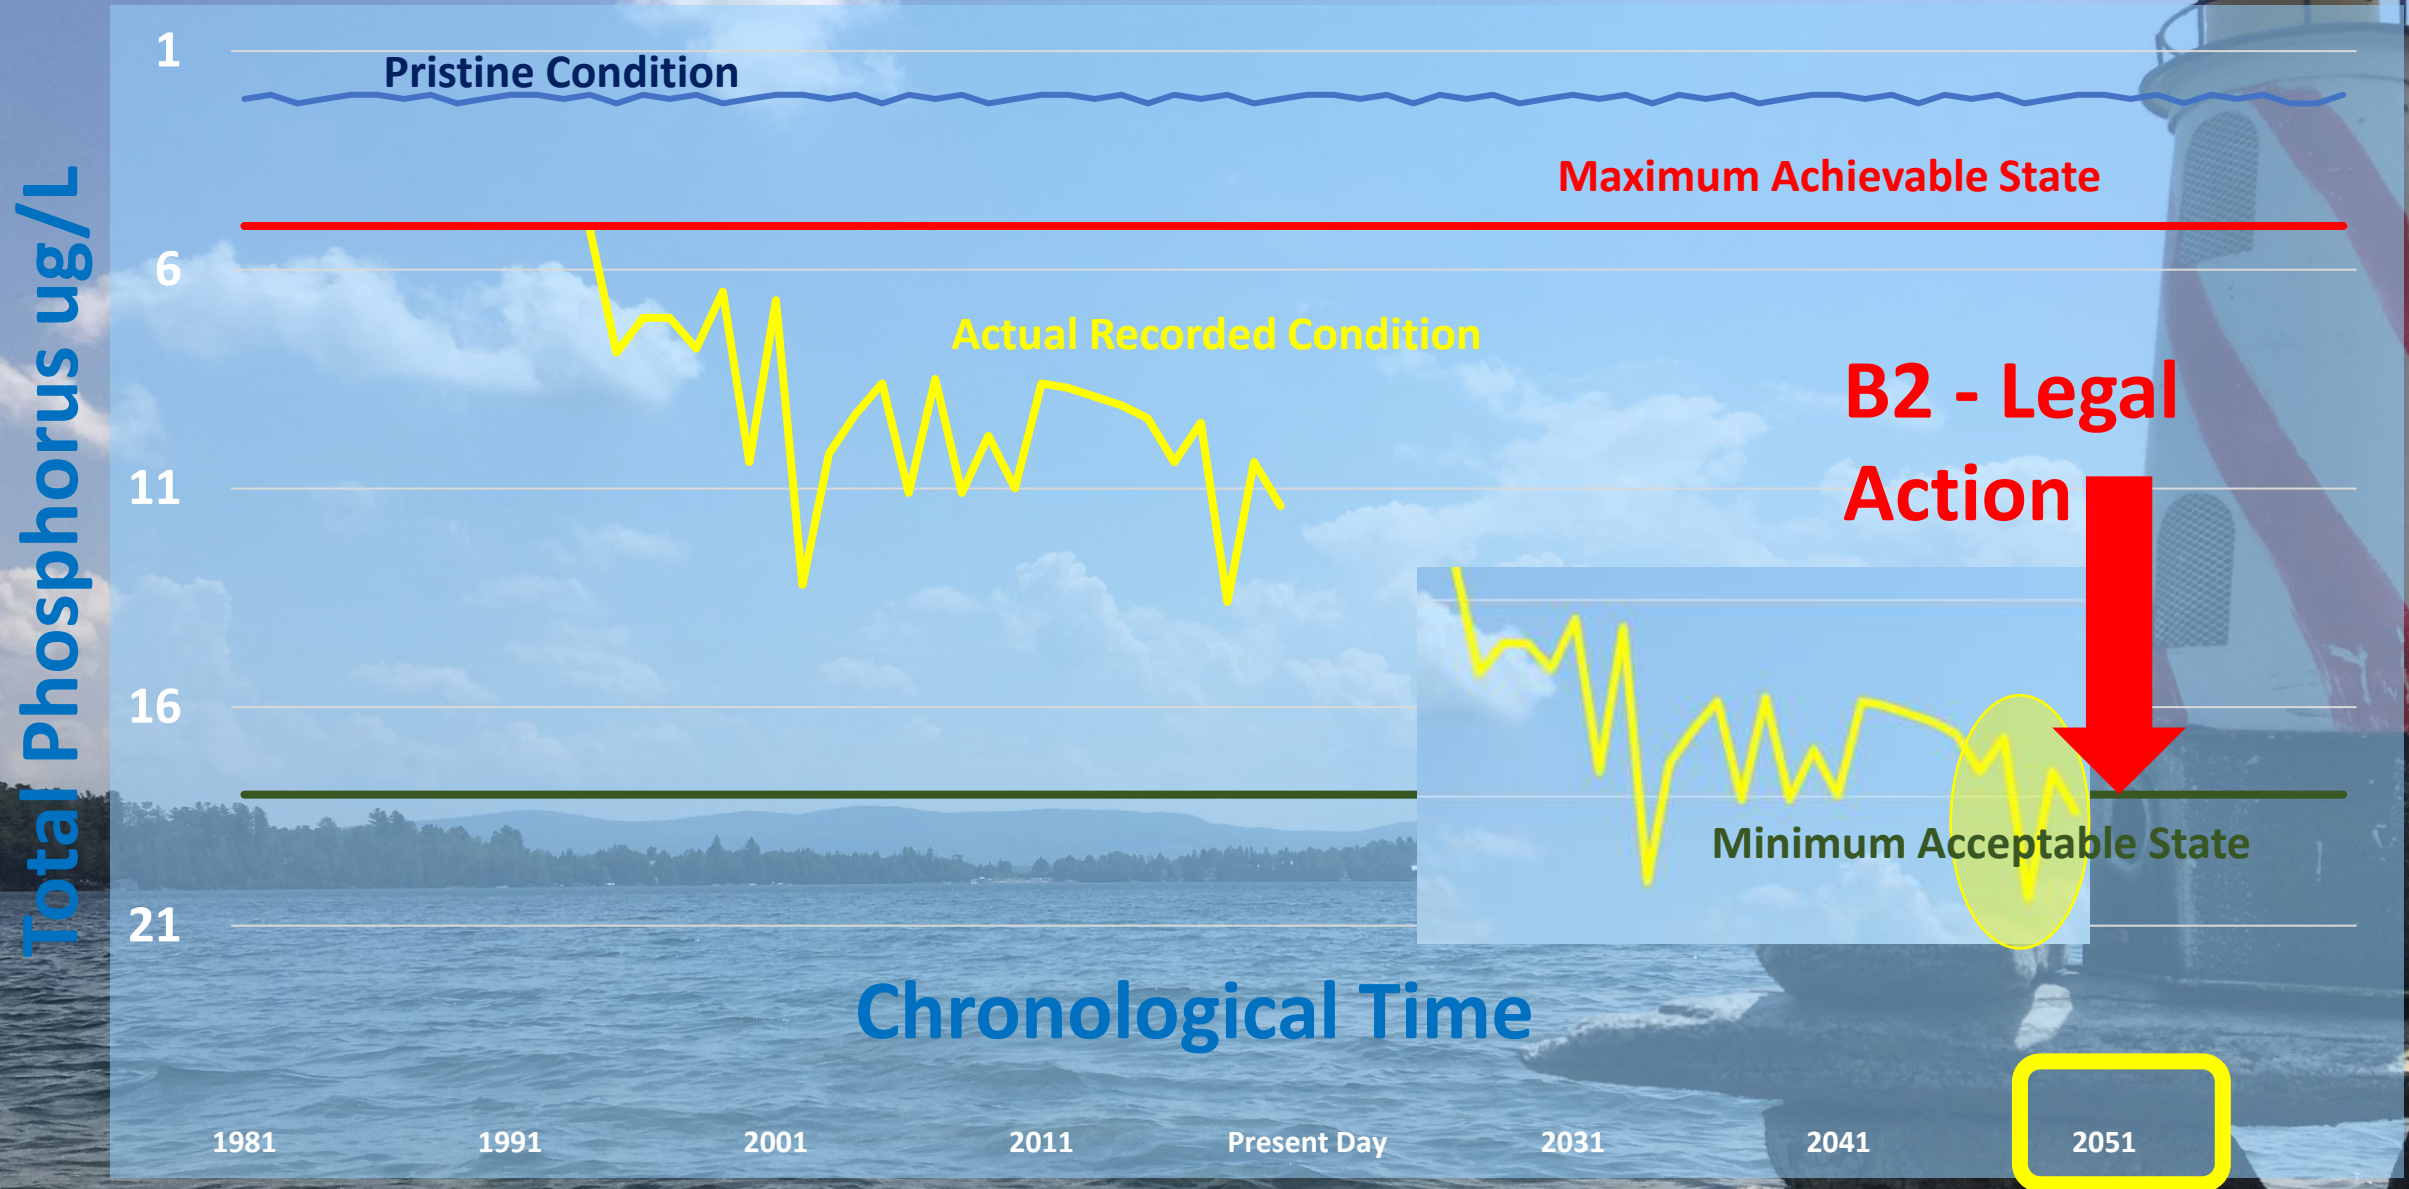 1
Pristine Condition
Maximum Achievable State
6
Actual Recorded Condition
B2 - Legal
Action
11
16
Minimum Acceptable State
21
Total Phosphorus ug/L
Chronological Time
1981 1991 2001 2011 Present Day 2031 2041 2051